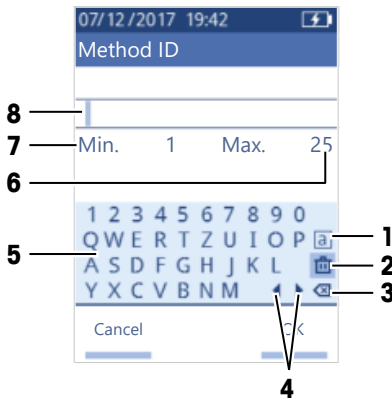 07/12/2017 19:42
Method ID
8
7 Min. 1 Max. 25
6
1 2 3 4 5 6 7 8 9 0
Q W E R T Z U I O P a 1
5 A S D F G H J K L 2
Y X C V B N M 3
Cancel OK
4